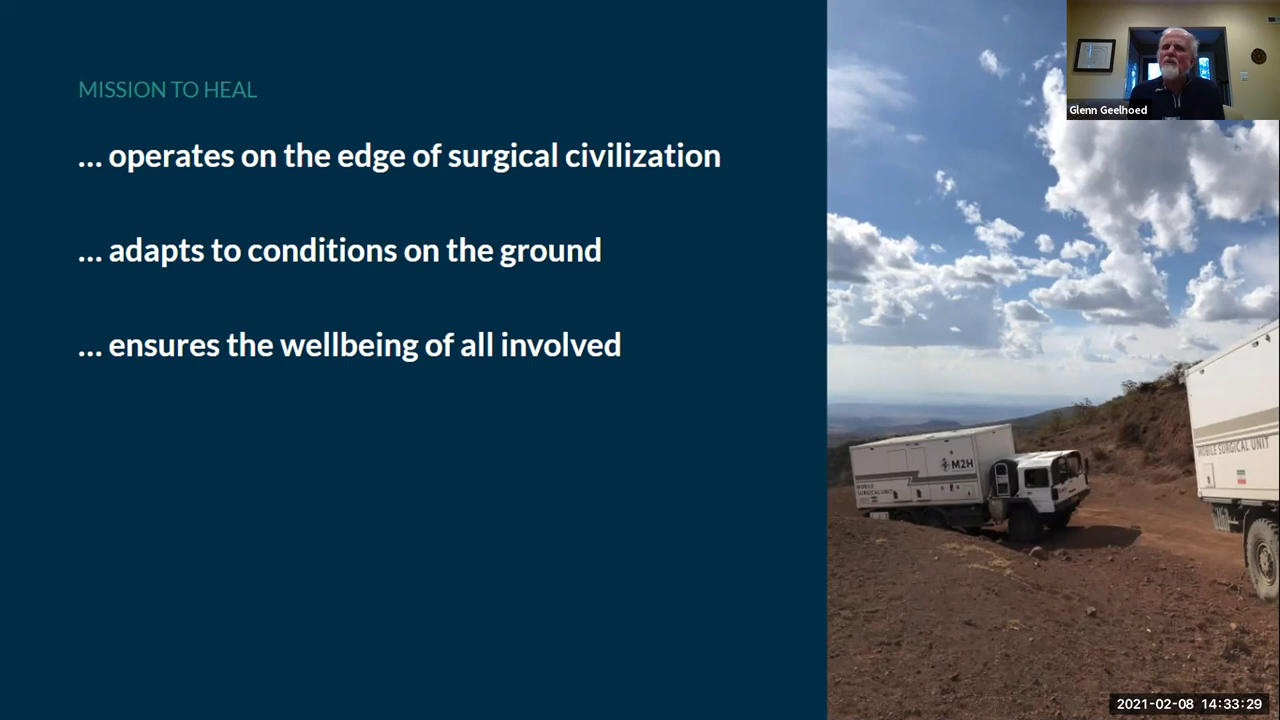 MISSION TO HEAL
... operates on the edge of surgical civilization
... adapts to conditions on the ground
... ensures the wellbeing of all involved
Glenn Geelhoed
M2H
MOBILE
SURGICAL UNIT
MOBILE SURGICAL UNIT
2021-02-08 14:33:29